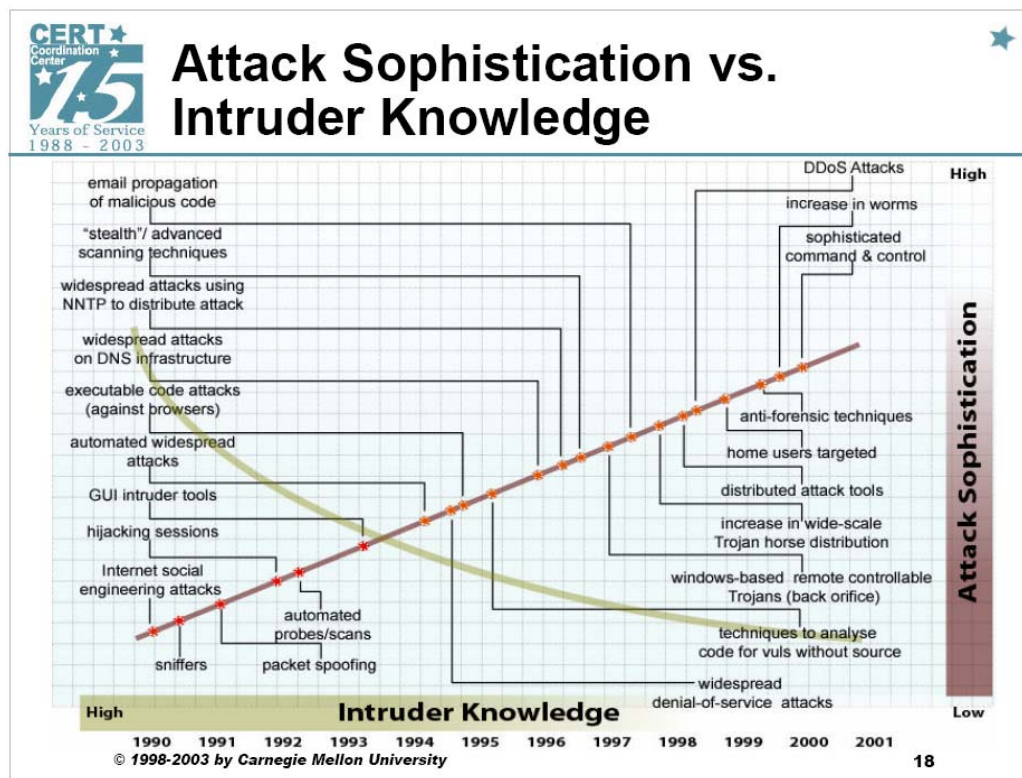 CERT
Coordination
Center
15
Years of Service
1988 - 2003
Attack Sophistication vs.
Intruder Knowledge
email propagation
of malicious code
"stealth"/ advanced
scanning techniques
widespread attacks using
NNTP to distribute attack
widespread attacks
on DNS infrastructure
executable code attacks
(against browsers)
automated widespread
attacks
GUI intruder tools
hijacking sessions
Internet social
engineering attacks
sniffers
automated
probes/scans
packet spoofing
DDoS Attacks
increase in worms
sophisticated
command & control
anti-forensic techniques
home users targeted
distributed attack tools
increase in wide-scale
Trojan horse distribution
windows-based remote controllable
Trojans (back orifice)
techniques to analyse
code for vuls without source
widespread
denial-of-service attacks
High
Attack Sophistication
Low
High
Intruder Knowledge
1990 1991 1992 1993 1994 1995 1996 1997 1998 1999 2000 2001
© 1998-2003 by Carnegie Mellon University
18